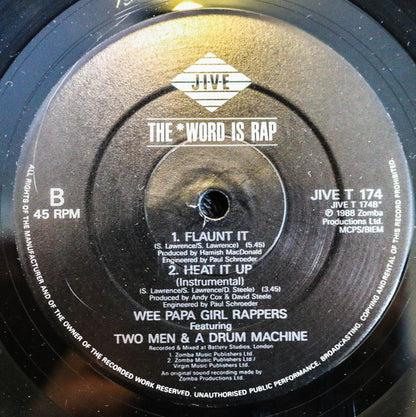 JIVE
THE *WORD IS RAP
B
45 RPM
JIVE T 174
JIVE T 174B*
℗ 1988 Zomba
Productions Ltd.
MCPS/BIEM
1. FLAUNT IT
(S. Lawrence/S. Lawrence) (5.45)
Produced by Hamish MacDonald
Engineered by Paul Schroeder
2. HEAT IT UP
(Instrumental)
(S. Lawrence/S. Lawrence/D. Steele) (3.45)
Produced by Andy Cox & David Steele
Engineered by Paul Schroeder
WEE PAPA GIRL RAPPERS
Featuring
TWO MEN & A DRUM MACHINE
Recorded & Mixed at Battery Studios, London
1. Zomba Music Publishers Ltd
2. Zomba Music Publishers Ltd /
Virgin Music Publishers Ltd.
An original sound recording made by
Zomba Productions Ltd.
ALL RIGHTS OF THE MANUFACTURER AND OF THE OWNER OF THE RECORDED WORK RESERVED. UNAUTHORISED PUBLIC PERFORMANCE, BROADCASTING, COPYING AND RENTAL OF THIS RECORD